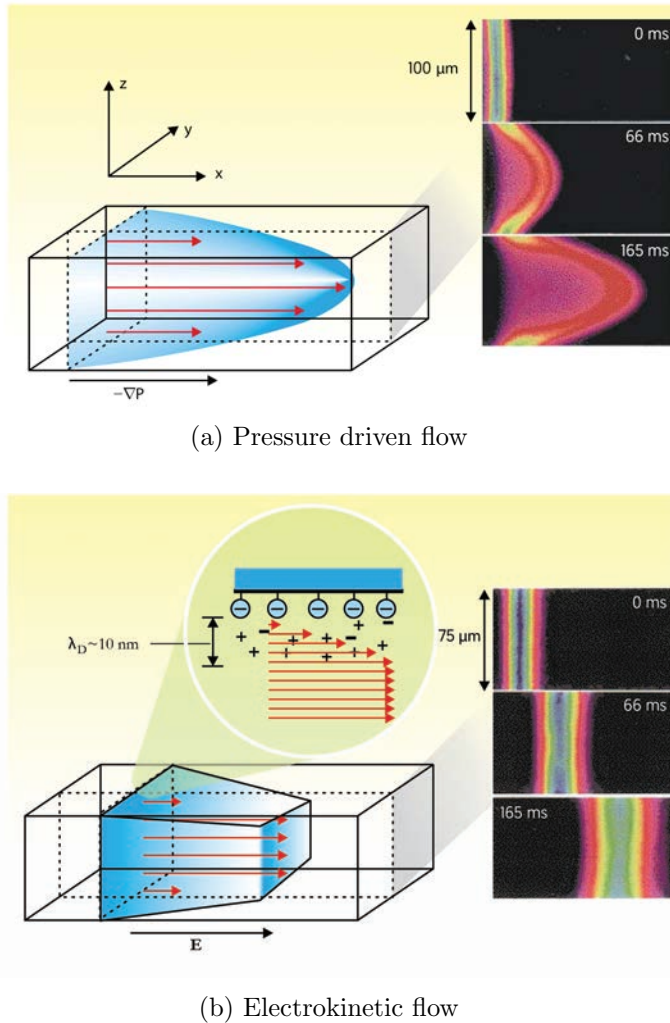 0 ms
100 μm
z
y
x
66 ms
165 ms
−∇P
(a) Pressure driven flow
0 ms
75 μm
λD~10 nm
66 ms
165 ms
E
(b) Electrokinetic flow